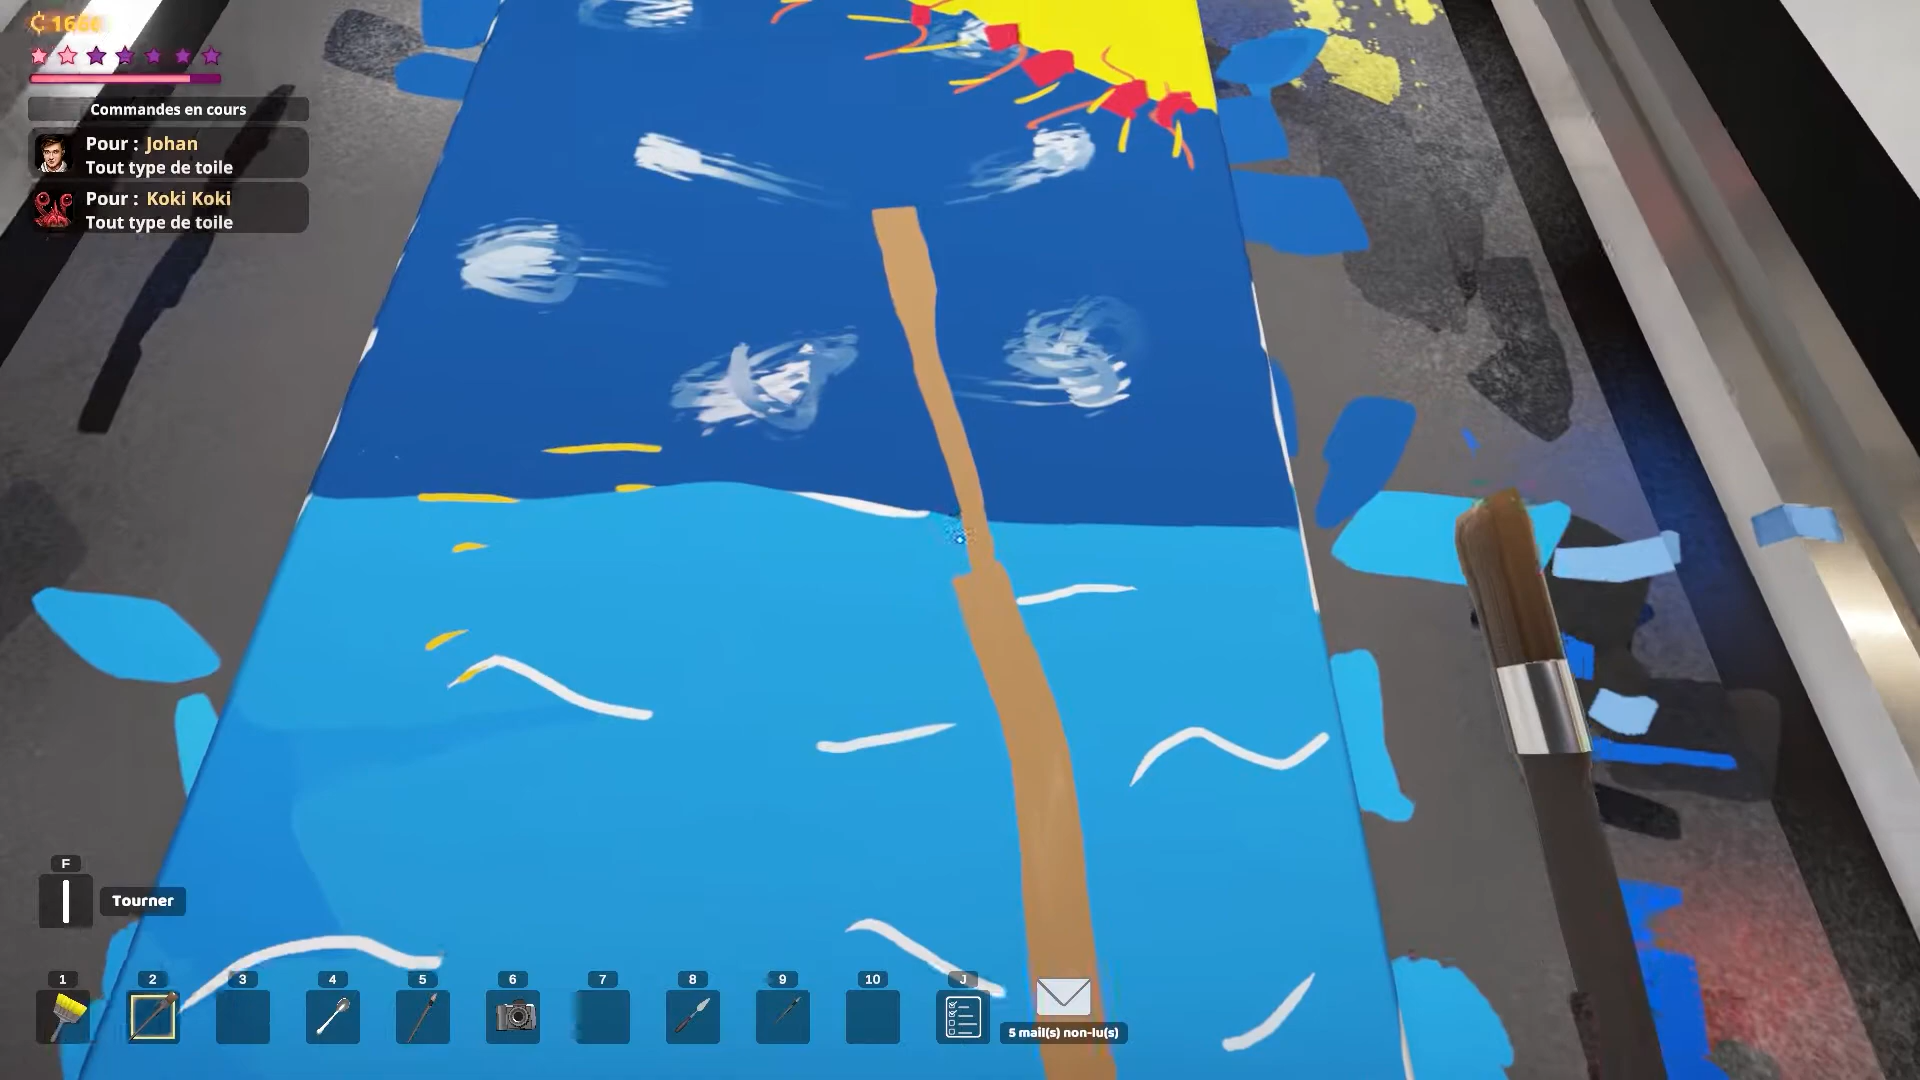 Commandes en cours
Pour : Johan
Tout type de toile
Pour : Koki Koki
Tout type de toile
F
Tourner
1 2 3 4 5 6 7 8 9 10 J
5 mail(s) non-lu(s)